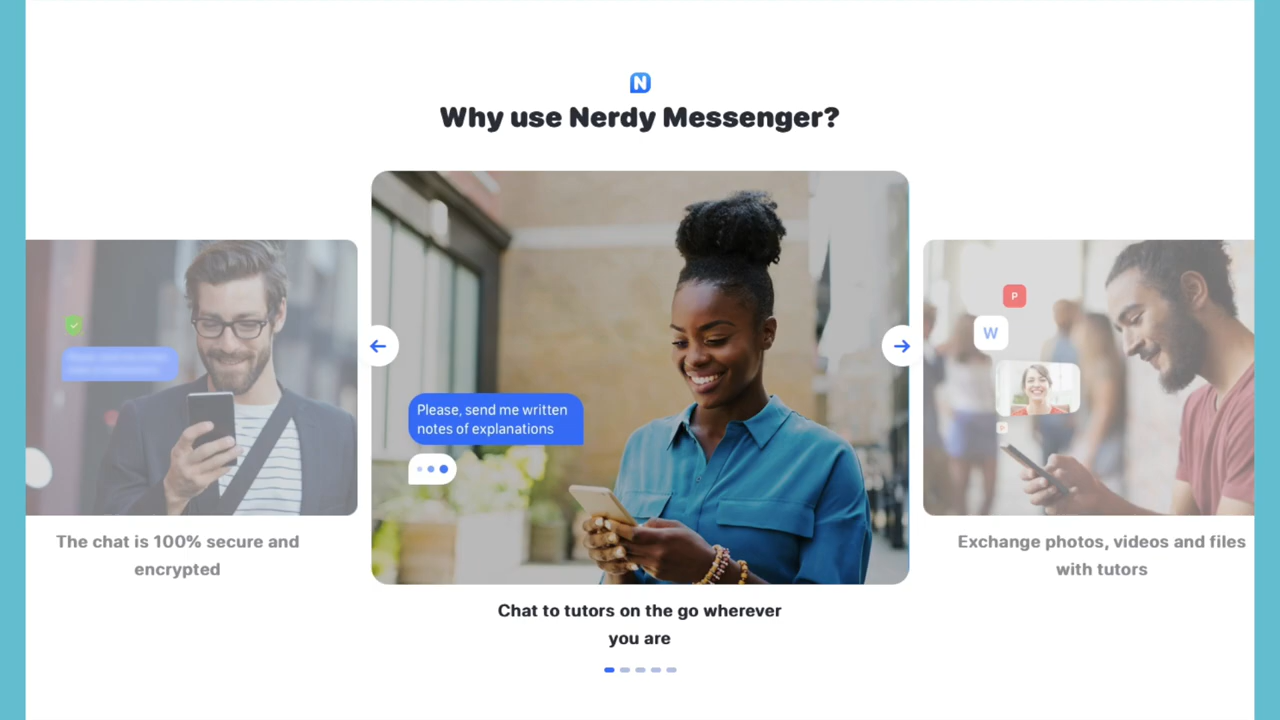 N
Why use Nerdy Messenger?
P
W
Please, send me written
notes of explanations
The chat is 100% secure and
encrypted
Exchange photos, videos and files
with tutors
Chat to tutors on the go wherever
you are